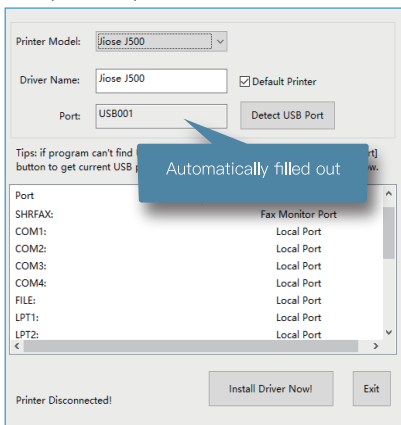 Printer Model: Jiose J500
Driver Name: Jiose J500 Default Printer
Port: USB001 Detect USB Port
Tips: if program can't find
button to get current USB
Automatically filled out
Port
SHRFAX: Fax Monitor Port
COM1: Local Port
COM2: Local Port
COM3: Local Port
COM4: Local Port
FILE: Local Port
LPT1: Local Port
LPT2: Local Port
Printer Disconnected! Install Driver Now! Exit